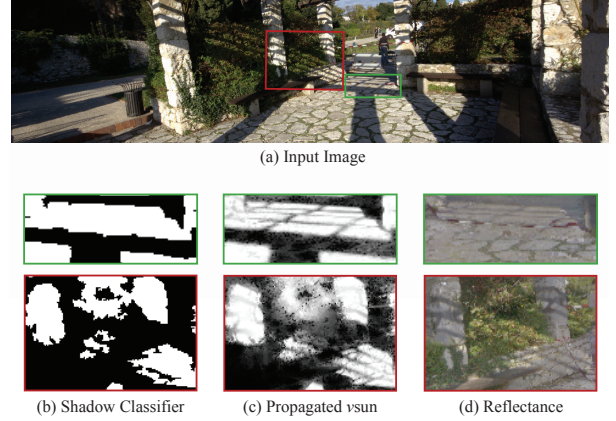 (a) Input Image
(b) Shadow Classifier
(c) Propagated vsun
(d) Reflectance